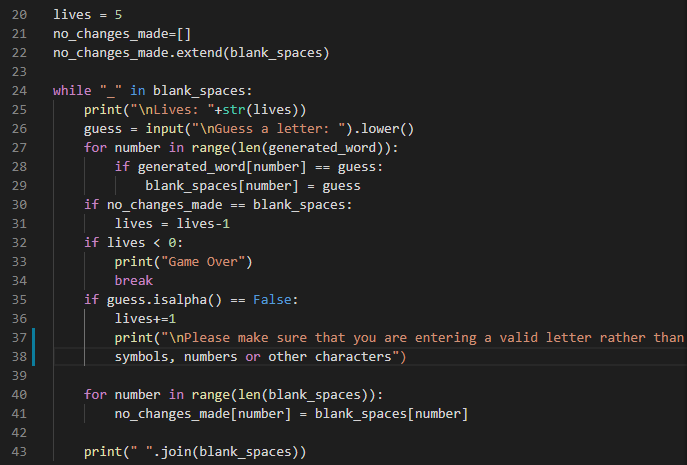 20 lives = 5
21 no_changes_made=[]
22 no_changes_made.extend(blank_spaces)
23
24 while "_" in blank_spaces:
25     print("\nLives: "+str(lives))
26     guess = input("\nGuess a letter: ").lower()
27     for number in range(len(generated_word)):
28         if generated_word[number] == guess:
29             blank_spaces[number] = guess
30     if no_changes_made == blank_spaces:
31         lives = lives-1
32     if lives < 0:
33         print("Game Over")
34         break
35     if guess.isalpha() == False:
36         lives+=1
37         print("\nPlease make sure that you are entering a valid letter rather than
38         symbols, numbers or other characters")
39
40     for number in range(len(blank_spaces)):
41         no_changes_made[number] = blank_spaces[number]
42
43     print(" ".join(blank_spaces))